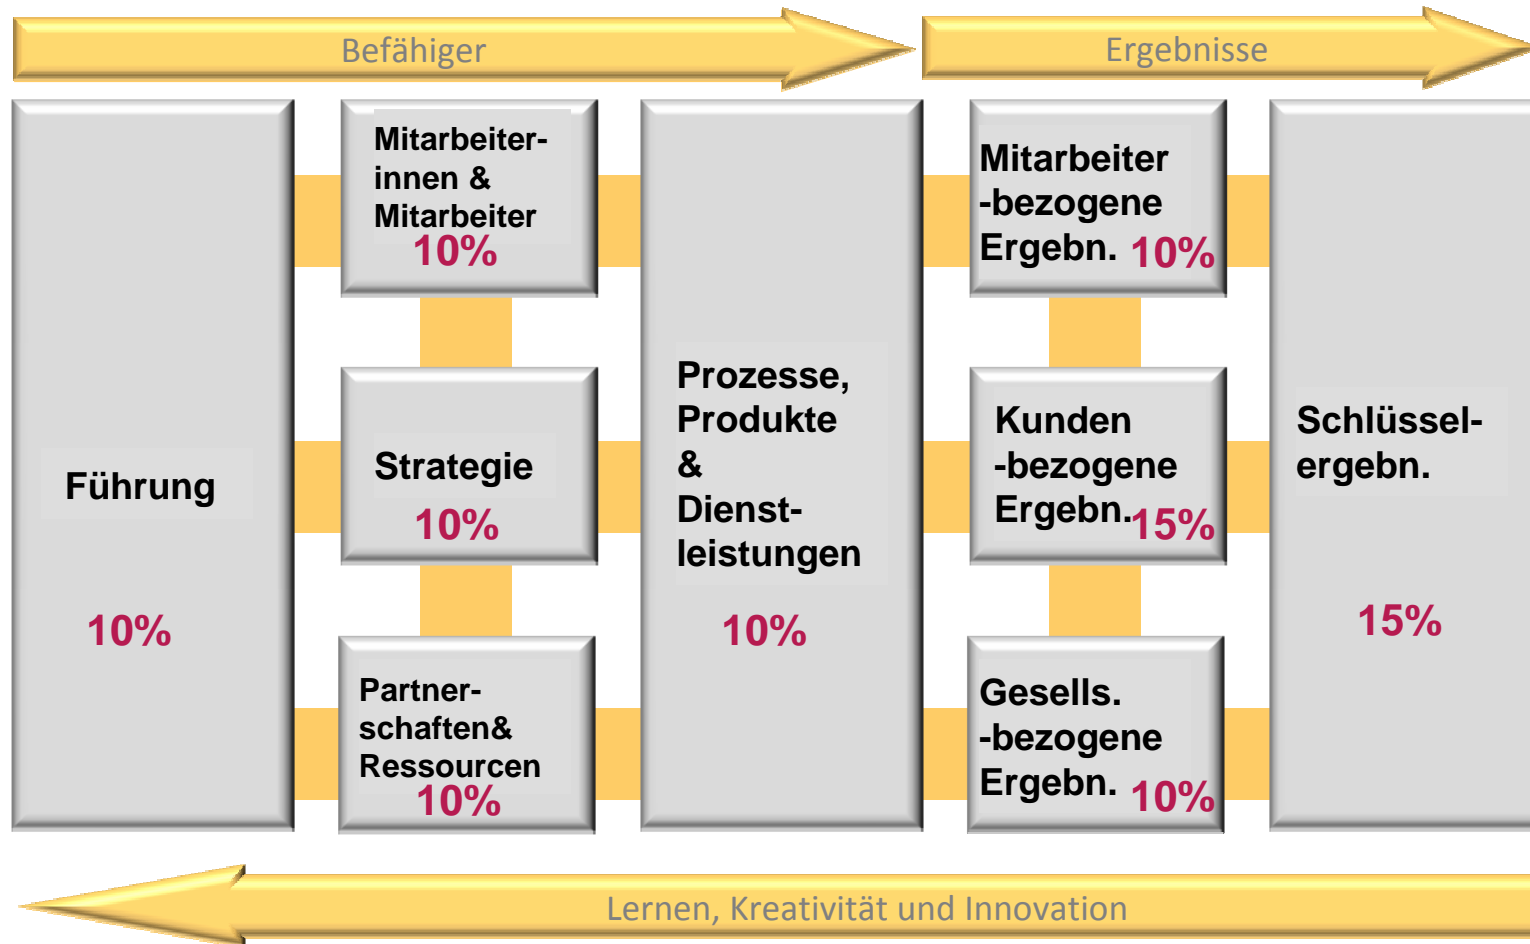 Befähiger
Ergebnisse
Führung
10%
Mitarbeiter-
innen &
Mitarbeiter
10%
Strategie
10%
Partner-
schaften&
Ressourcen
10%
Prozesse,
Produkte
&
Dienst-
leistungen
10%
Mitarbeiter
-bezogene
Ergebn. 10%
Kunden
-bezogene
Ergebn. 15%
Gesells.
-bezogene
Ergebn. 10%
Schlüssel-
ergebn.
15%
Lernen, Kreativität und Innovation